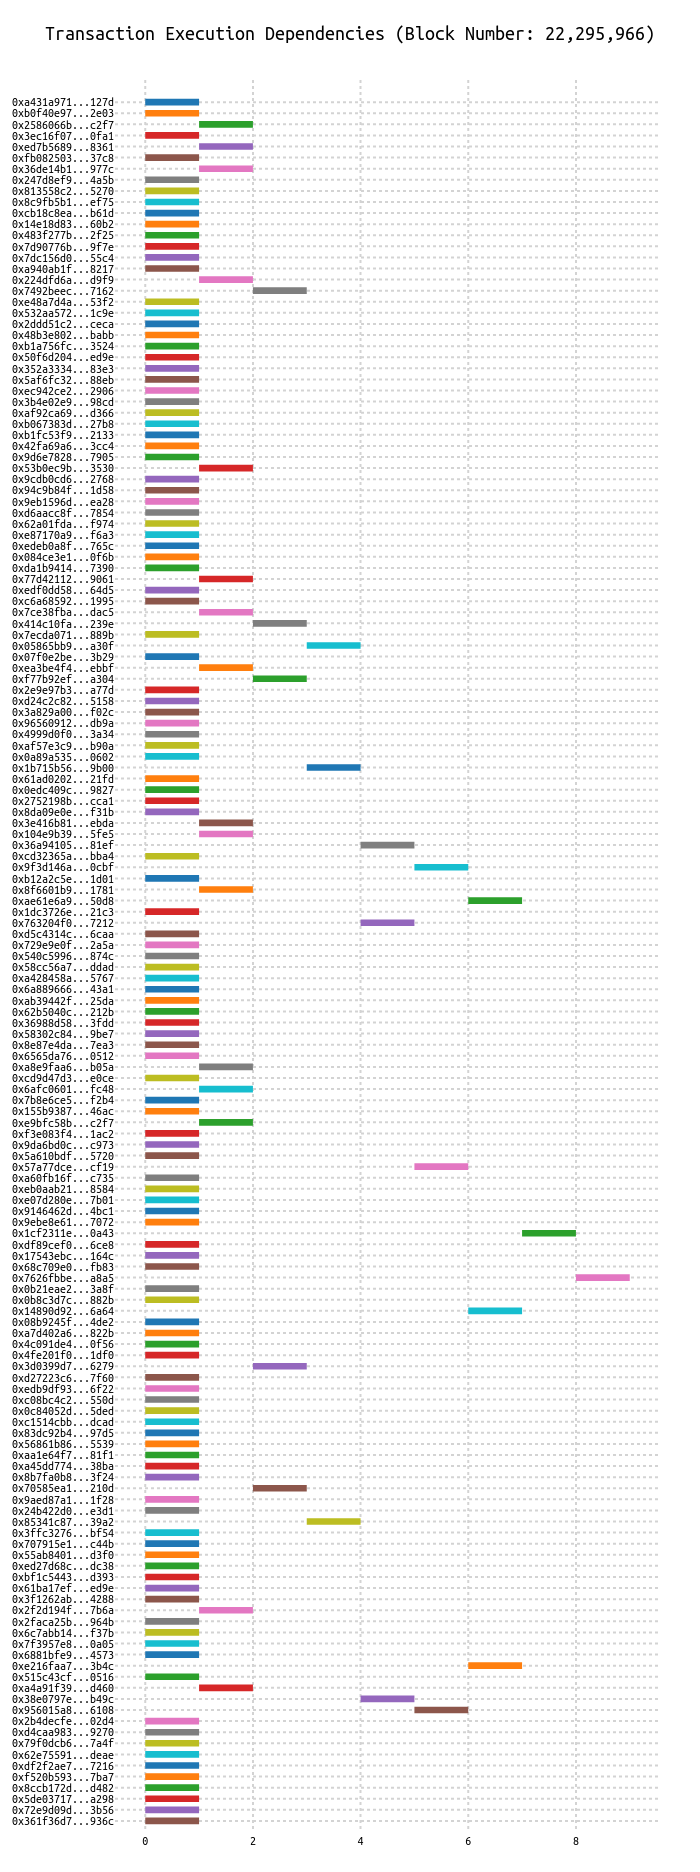 Transaction Execution Dependencies (Block Number: 22,295,966)
0xa431a971...127d
0xb0f40e97...2e03
0x2586066b...c2f7
0x3ec16f07...0fa1
0xed7b5689...8361
0xfb082503...37c8
0x36de14b1...977c
0x247d8ef9...4a5b
0x813558c2...5270
0x8c9fb5b1...ef75
0xcb18c8ea...b61d
0x14e18d83...60b2
0x483f277b...2f25
0x7d90776b...9f7e
0x7dc156d0...55c4
0xa940ab1f...8217
0x224dfd6a...d9f9
0x7492beec...7162
0xe48a7d4a...53f2
0x532aa572...1c9e
0x2ddd51c2...ceca
0x48b3e802...babb
0xb1a756fc...3524
0x50f6d204...ed9e
0x352a3334...83e3
0x5af6fc32...88eb
0xec942ce2...2906
0x3b4e02e9...98cd
0xaf92ca69...d366
0xb067383d...27b8
0xb1fc53f9...2133
0x42fa69a6...3cc4
0x9d6e7828...7905
0x53b0ec9b...3530
0x9cdb0cd6...2768
0x94c9b84f...1d58
0x9eb1596d...ea28
0xd6aacc8f...7854
0x62a01fda...f974
0xe87170a9...f6a3
0xedeb0a8f...765c
0x084ce3e1...0f6b
0xda1b9414...7390
0x77d42112...9061
0xedf0dd58...64d5
0xc6a68592...1995
0x7ce38fba...dac5
0x414c10fa...239e
0x7ecda071...889b
0x05865bb9...a30f
0x07f0e2be...3b29
0xea3be4f4...ebbf
0xf77b92ef...a304
0x2e9e97b3...a77d
0xd24c2c82...5158
0x3a829a00...f02c
0x96560912...db9a
0x4999d0f0...3a34
0xaf57e3c9...b90a
0x0a89a535...0602
0x1b715b56...9b00
0x61ad0202...21fd
0x0edc409c...9827
0x2752198b...cca1
0x8da09e0e...f31b
0x3e416b81...ebda
0x104e9b39...5fe5
0x36a94105...81ef
0xcd32365a...bba4
0x9f3d146a...0cbf
0xb12a2c5e...1d01
0x8f6601b9...1781
0xae61e6a9...50d8
0x1dc3726e...21c3
0x763204f0...7212
0xd5c4314c...6caa
0x729e9e0f...2a5a
0x540c5996...874c
0x58cc56a7...ddad
0xa428458a...5767
0x6a889666...43a1
0xab39442f...25da
0x62b5040c...212b
0x36988d58...3fdd
0x58302c84...9be7
0x8e87e4da...7ea3
0x6565da76...0512
0xa8e9faa6...b05a
0xcd9d47d3...e0ce
0x6afc0601...fc48
0x7b8e6ce5...f2b4
0x155b9387...46ac
0xe9bfc58b...c2f7
0xf3e083f4...1ac2
0x9da6bd0c...c973
0x5a610bdf...5720
0x57a77dce...cf19
0xa60fb16f...c735
0xeb0aab21...8584
0xe07d280e...7b01
0x9146462d...4bc1
0x9ebe8e61...7072
0x1cf2311e...0a43
0xdf89cef0...6ce8
0x17543ebc...164c
0x68c709e0...fb83
0x7626fbbe...a8a5
0x0b21eae2...3a8f
0x0b8c3d7c...882b
0x14890d92...6a64
0x08b9245f...4de2
0xa7d402a6...822b
0x4c091de4...0f56
0x4fe201f0...1df0
0x3d0399d7...6279
0xd27223c6...7f60
0xedb9df93...6f22
0xc08bc4c2...550d
0x0c84052d...5ded
0xc1514cbb...dcad
0x83dc92b4...97d5
0x56861b86...5539
0xaa1e64f7...81f1
0xa45dd774...38ba
0x8b7fa0b8...3f24
0x70585ea1...210d
0x9aed87a1...1f28
0x24b422d0...e3d1
0x85341c87...39a2
0x3ffc3276...bf54
0x707915e1...c44b
0x55ab8401...d3f0
0xed27d68c...dc38
0xbf1c5443...d393
0x61ba17ef...ed9e
0x3f1262ab...4288
0x2f2d194f...7b6a
0x2faca25b...964b
0x6c7abb14...f37b
0x7f3957e8...0a05
0x6881bfe9...4573
0xe216faa7...3b4c
0x515c43cf...0516
0xa4a91f39...d460
0x38e0797e...b49c
0x956015a8...6108
0x2b4decfe...02d4
0xd4caa983...9270
0x79f0dcb6...7a4f
0x62e75591...deae
0xdf2f2ae7...7216
0xf520b593...7ba7
0x8ccb172d...d482
0x5de03717...a298
0x72e9d09d...3b56
0x361f36d7...936c
0 2 4 6 8